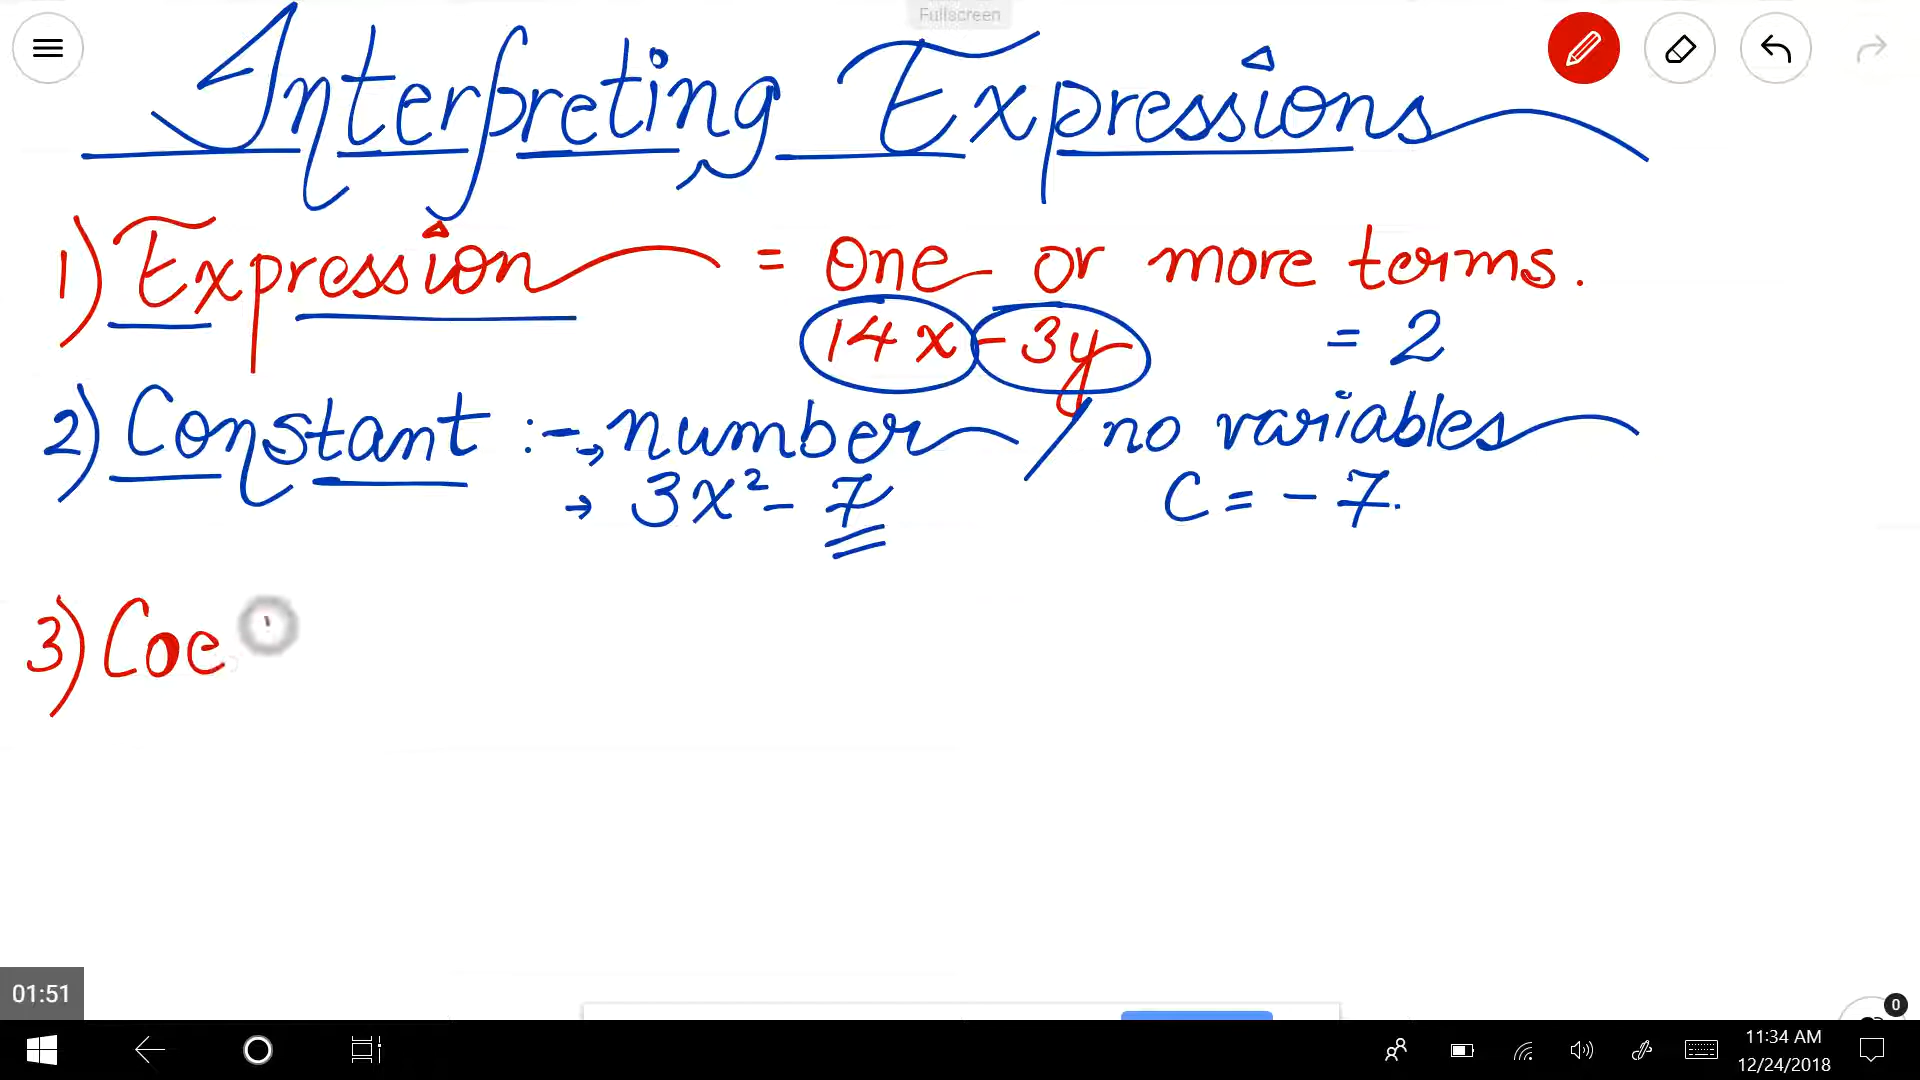 Fullscreen
Interpreting Expressions
1) Expression = One or more terms.
14x - 3y = 2
2) Constant :- → number / no variables
→ 3x² - 7 C = - 7.
3) Coe
01:51
0
11:34 AM
12/24/2018